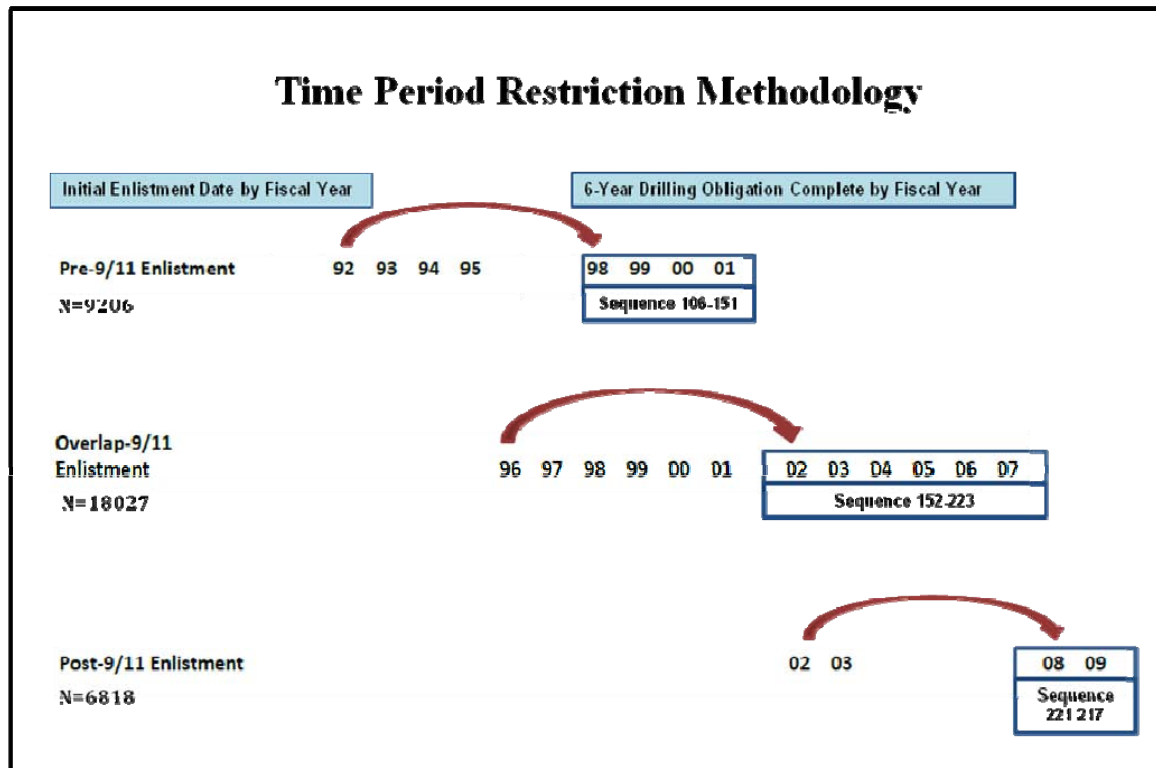 Time Period Restriction Methodology
Initial Enlistment Date by Fiscal Year
6-Year Drilling Obligation Complete by Fiscal Year
Pre-9/11 Enlistment 92 93 94 95 98 99 00 01
N=9206 Sequence 106-151
Overlap-9/11
Enlistment 96 97 98 99 00 01 02 03 04 05 06 07
N=18027 Sequence 152-223
Post-9/11 Enlistment 02 03 08 09
N=6818 Sequence
221 217